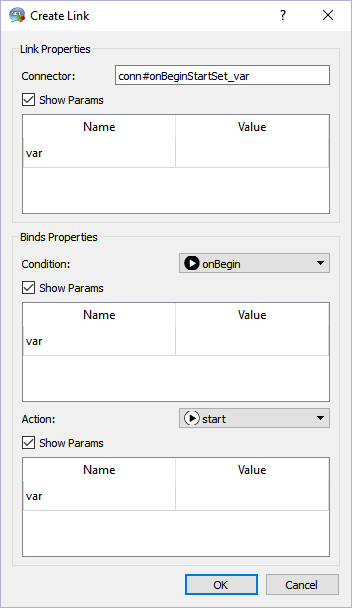 Create Link
?
Link Properties
Connector: conn#onBeginStartSet_var
Show Params
Name Value
var
Binds Properties
Condition: onBegin
Show Params
Name Value
var
Action: start
Show Params
Name Value
var
OK Cancel